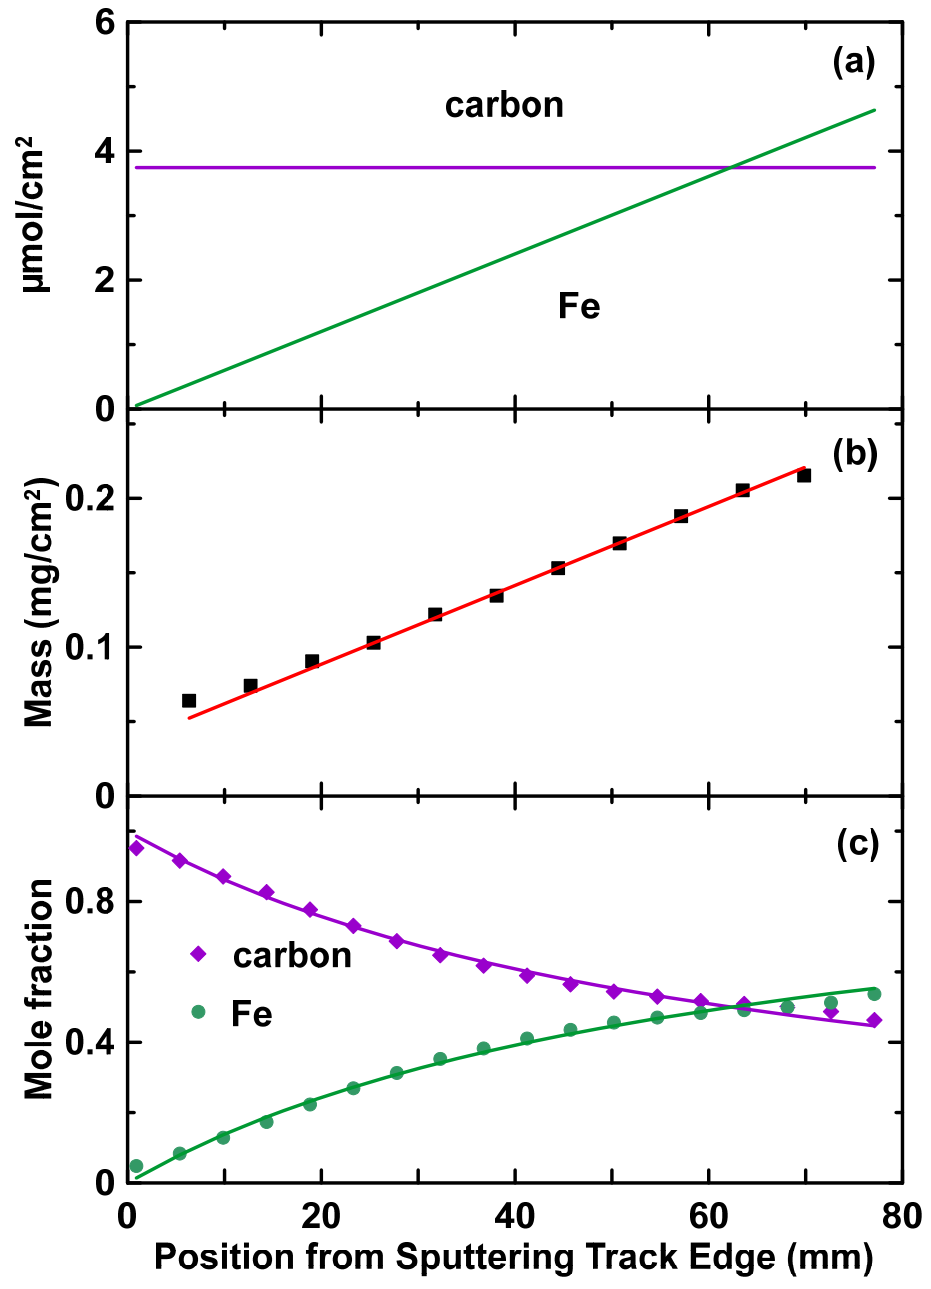 6
(a)
carbon
4
µmol/cm²
2
Fe
0
(b)
0.2
Mass (mg/cm²)
0.1
0
(c)
0.8
carbon
Mole fraction
Fe
0.4
0
0 20 40 60 80
Position from Sputtering Track Edge (mm)